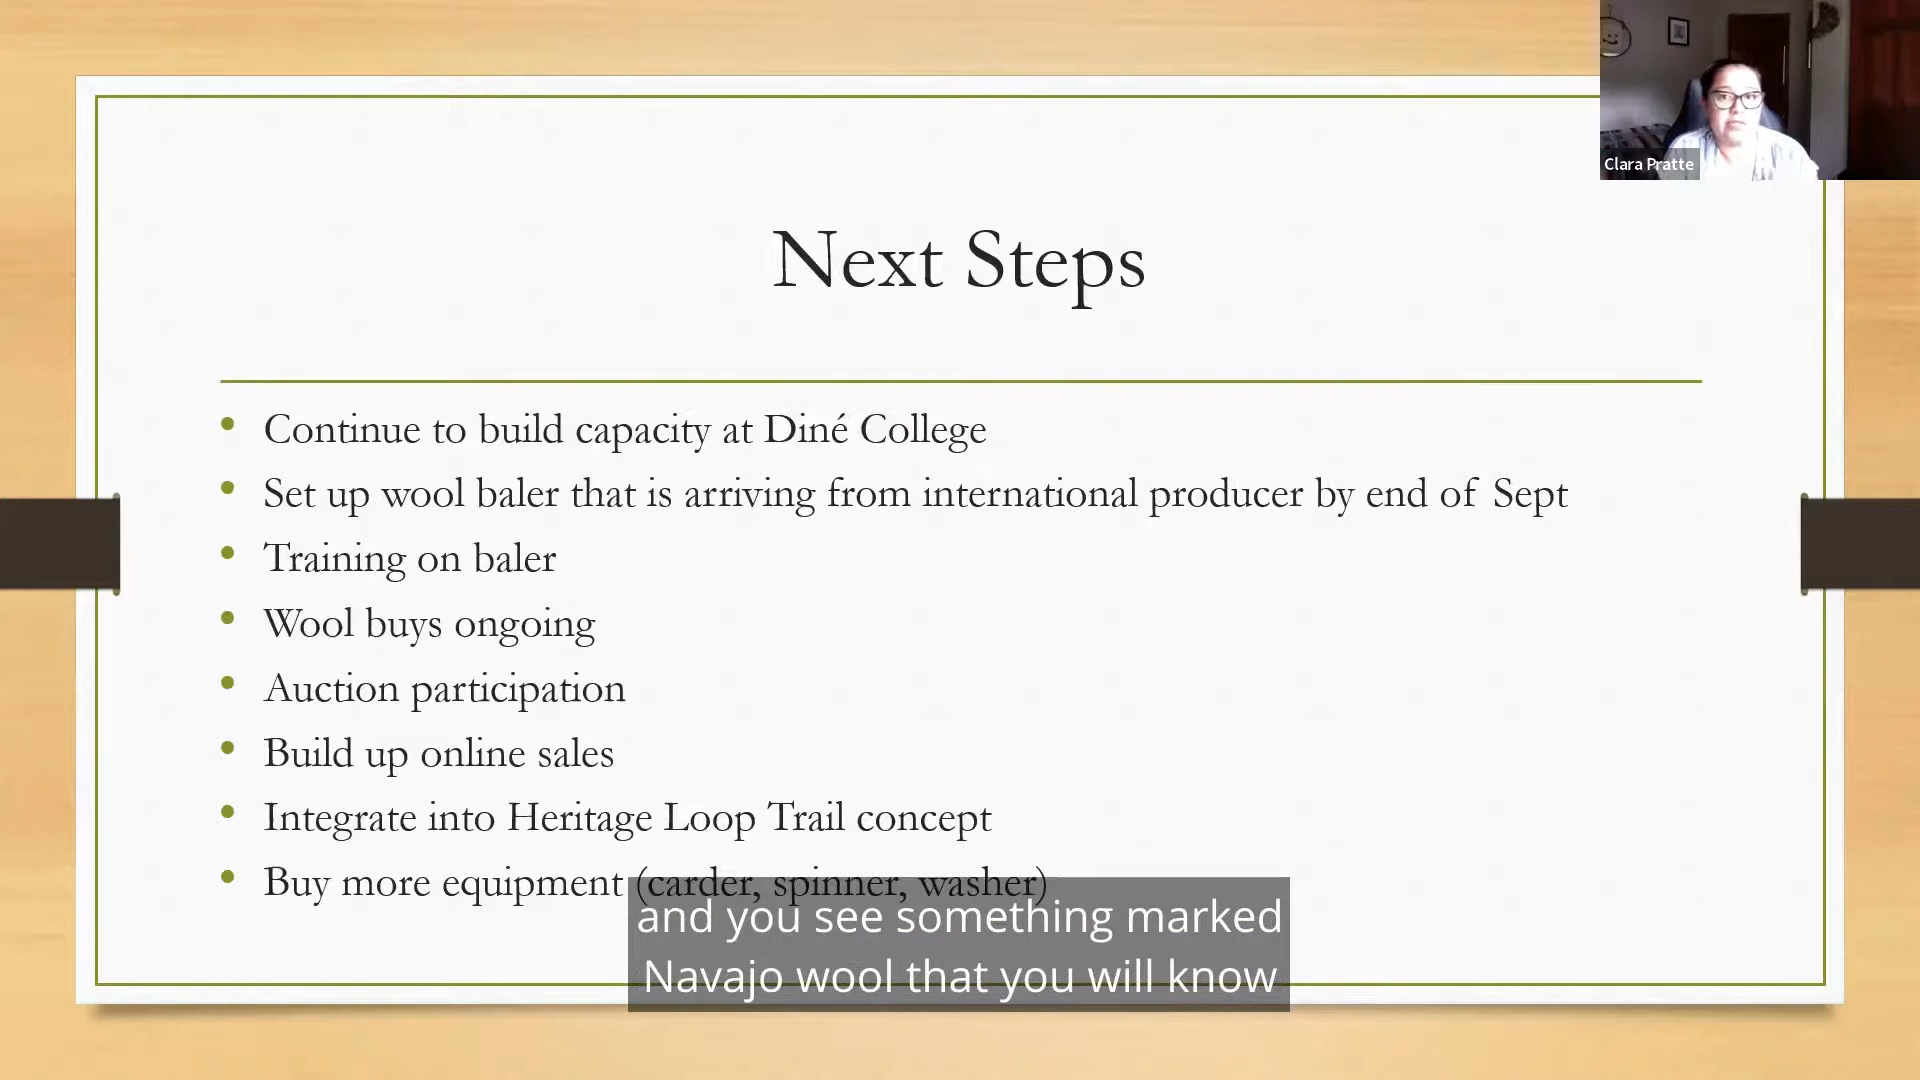 Clara Pratte
Next Steps
Continue to build capacity at Diné College
Set up wool baler that is arriving from international producer by end of Sept
Training on baler
Wool buys ongoing
Auction participation
Build up online sales
Integrate into Heritage Loop Trail concept
Buy more equipment (carder, spinner, washer)
and you see something marked
Navajo wool that you will know